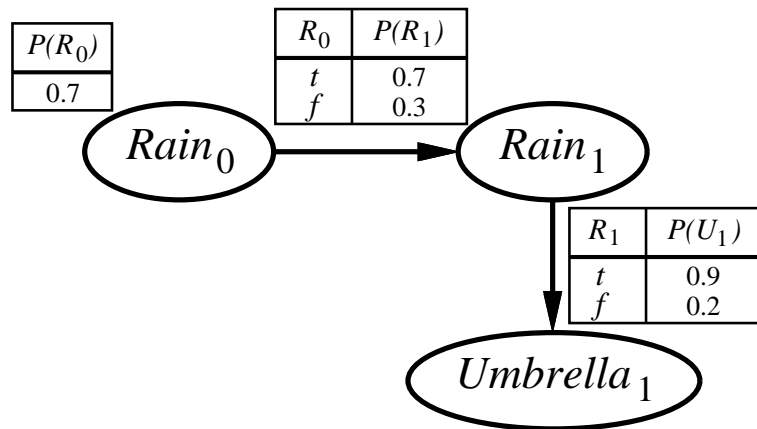 P(R0)
0.7
R0 P(R1)
t 0.7
f 0.3
Rain0
Rain1
R1 P(U1)
t 0.9
f 0.2
Umbrella1